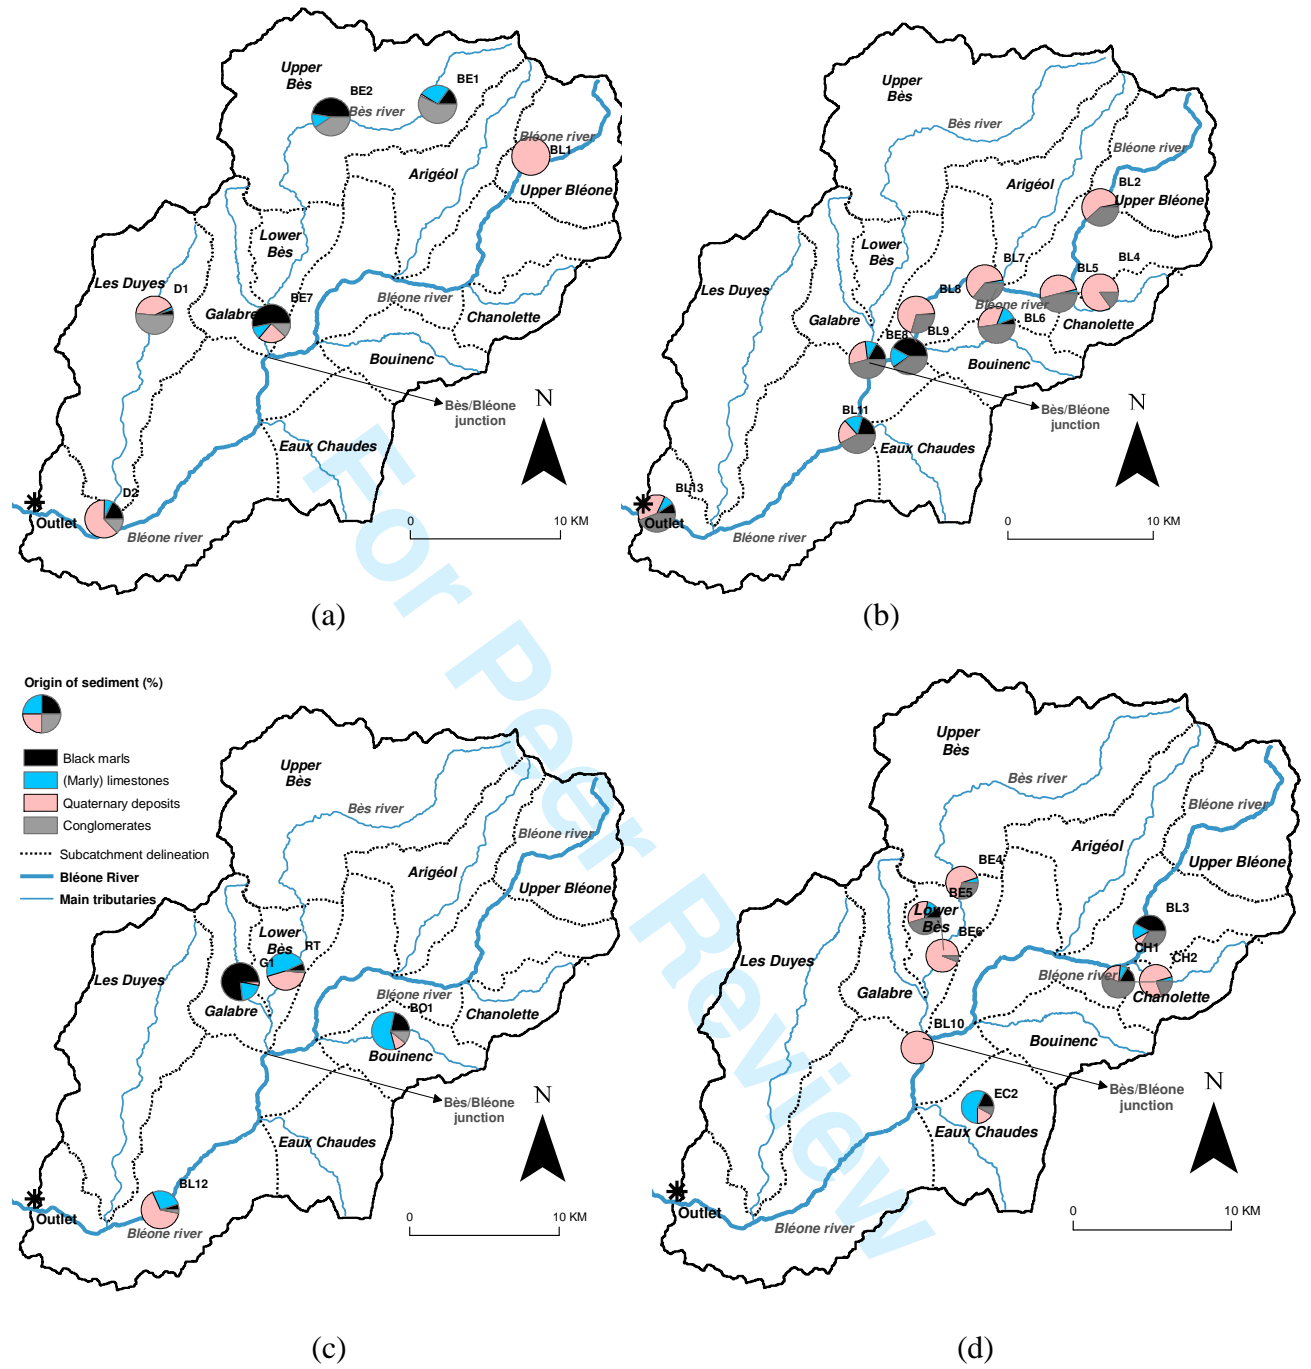 Upper
Bès
BE2
BE1
Bès river
Bléone river
BL1
Arigéol
Upper Bléone
Lower
Bès
Les Duyes
D1
BE7
Galabre
Bléone river
Chanolette
Bouinenc
Bès/Bléone
junction
N
Eaux Chaudes
D2
Outlet
Bléone river
0
10 KM
(a)
Upper
Bès
Bès river
Bléone river
Arigéol
BL2
Upper Bléone
Lower
Bès
BL7
BL5
BL4
Les Duyes
BL8
Bléone river
BL6
Chanolette
Galabre
BE8
BL9
Bouinenc
BL11
Bès/Bléone
junction
N
Eaux Chaudes
BL13
Outlet
Bléone river
0
10 KM
(b)
Origin of sediment (%)
Black marls
(Marly) limestones
Quaternary deposits
Conglomerates
Subcatchment delineation
Bléone River
Main tributaries
Upper
Bès
Bès river
Bléone river
Arigéol
Upper Bléone
Lower
Bès
RT
G1
Les Duyes
Galabre
Bléone river
BO1
Chanolette
Bouinenc
Bès/Bléone
junction
N
Eaux Chaudes
BL12
Outlet
Bléone river
0
10 KM
(c)
Upper
Bès
Bès river
Bléone river
Arigéol
Upper Bléone
BE4
BE5
Lower
Bès
BE6
BL3
CH1
CH2
Les Duyes
Bléone river
Chanolette
Galabre
BL10
Bouinenc
Bès/Bléone
junction
N
EC2
Eaux Chaudes
Outlet
Bléone river
0
10 KM
(d)
For Peer Review